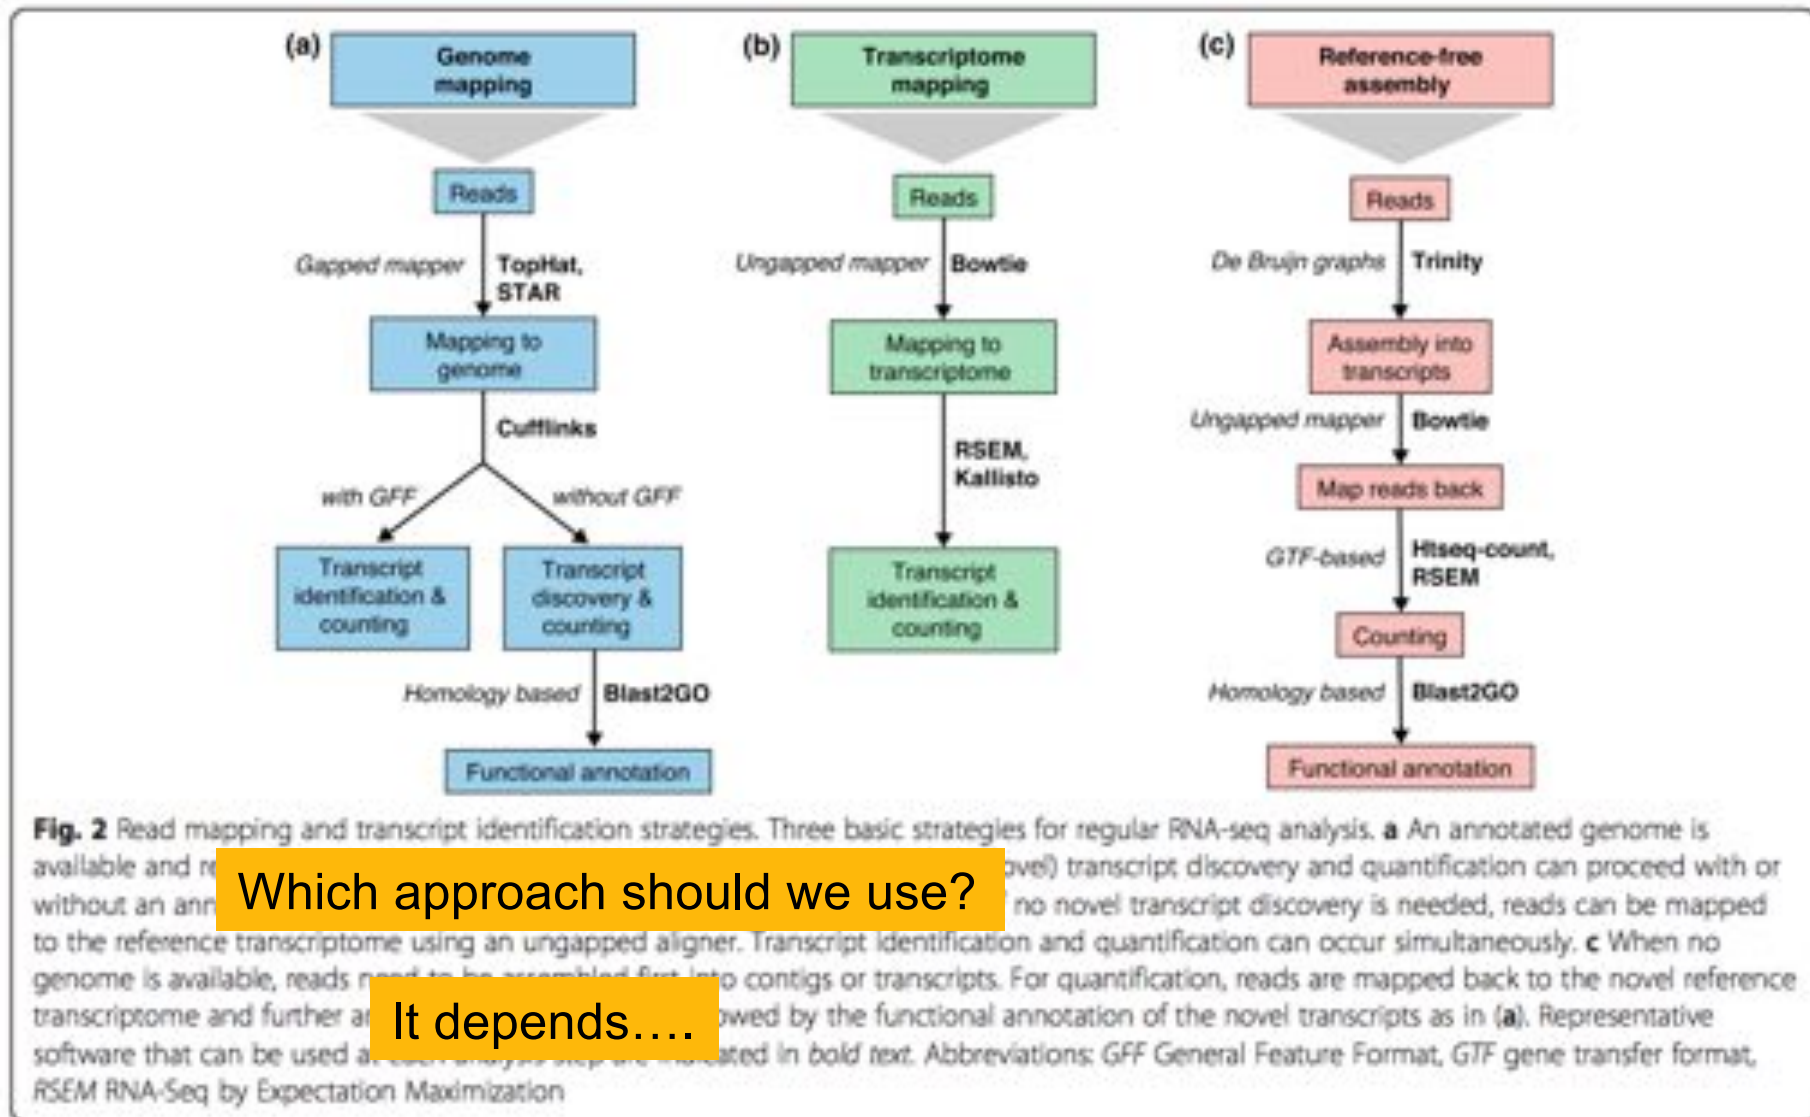 (a)
Genome
mapping
Reads
Gapped mapper
TopHat,
STAR
Mapping to
genome
Cufflinks
with GFF
without GFF
Transcript
identification &
counting
Transcript
discovery &
counting
Homology based
Blast2GO
Functional annotation
(b)
Transcriptome
mapping
Reads
Ungapped mapper
Bowtie
Mapping to
transcriptome
RSEM,
Kallisto
Transcript
identification &
counting
(c)
Reference-free
assembly
Reads
De Bruijn graphs
Trinity
Assembly into
transcripts
Ungapped mapper
Bowtie
Map reads back
GTF-based
Htseq-count,
RSEM
Counting
Homology based
Blast2GO
Functional annotation
Fig. 2 Read mapping and transcript identification strategies. Three basic strategies for regular RNA-seq analysis. a An annotated genome is
available and transcript discovery and quantification can proceed with or
without an no novel transcript discovery is needed, reads can be mapped
to the reference transcriptome using an ungapped aligner. Transcript identification and quantification can occur simultaneously. c When no
genome is available, reads contigs or transcripts. For quantification, reads are mapped back to the novel reference
transcriptome and further by the functional annotation of the novel transcripts as in (a). Representative
software that can be used in bold text. Abbreviations: GFF General Feature Format, GTF gene transfer format,
RSEM RNA-Seq by Expectation Maximization
Which approach should we use?
It depends....